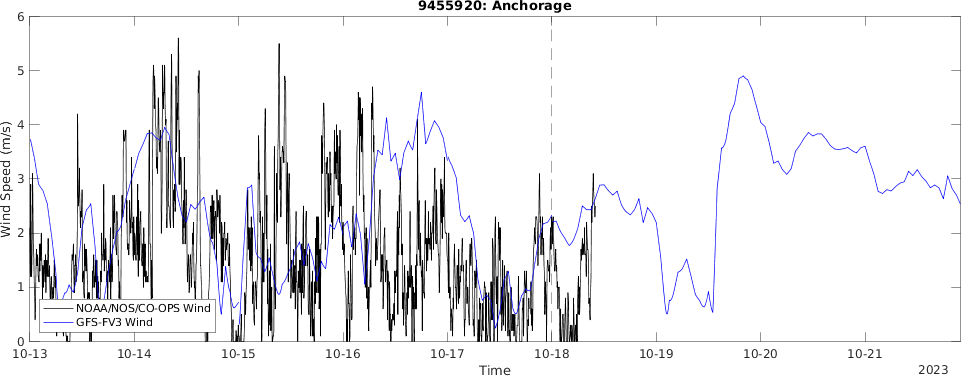 9455920: Anchorage
6
5
4
3
2
1
0
Wind Speed (m/s)
NOAA/NOS/CO-OPS Wind
GFS-FV3 Wind
10-13 10-14 10-15 10-16 10-17 10-18 10-19 10-20 10-21
Time
2023